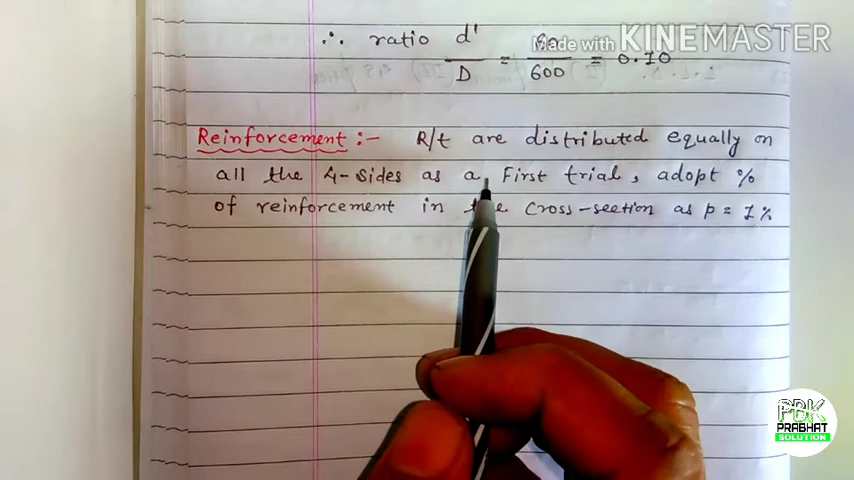 ∴ ratio d'/D = 60/600 = 0.10
Made with KINEMASTER
Reinforcement :- R/t are distributed equally on
all the 4-sides as a First trial, adopt %
of reinforcement in the cross-section as p = 1%
PBK
PRABHAT
SOLUTION